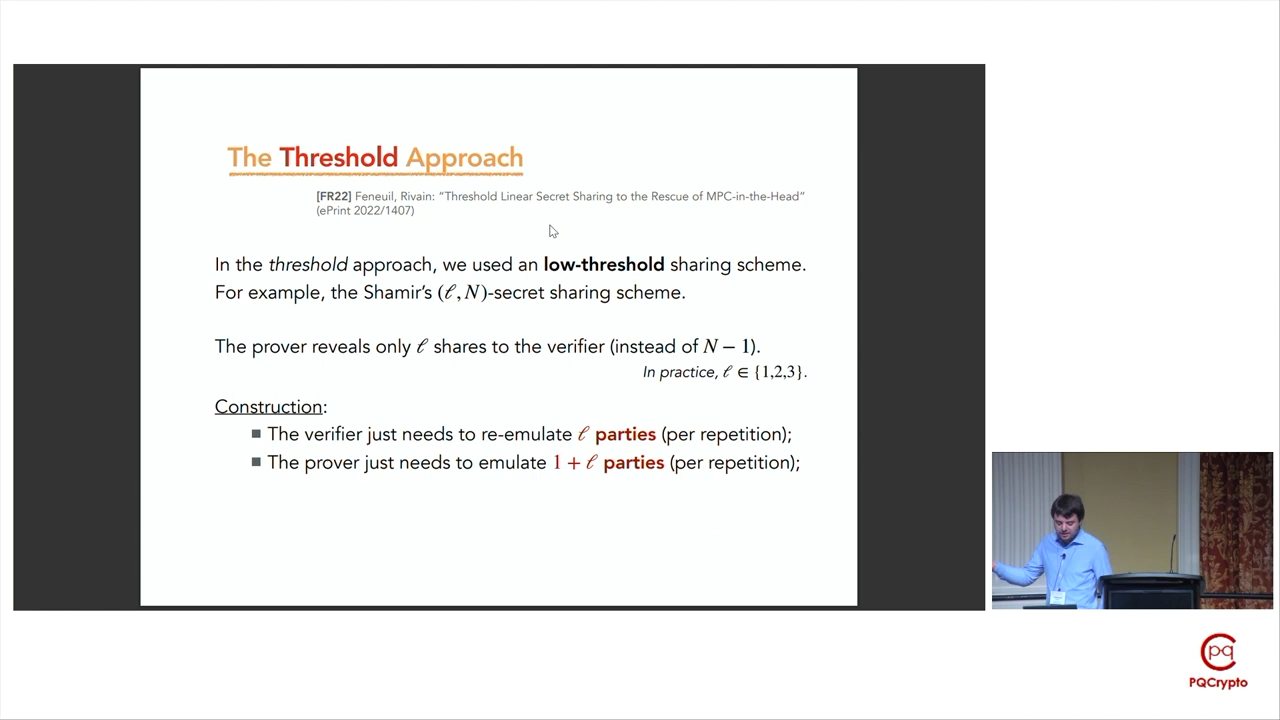 The Threshold Approach
[FR22] Feneuil, Rivain: “Threshold Linear Secret Sharing to the Rescue of MPC-in-the-Head”
(ePrint 2022/1407)
In the threshold approach, we used an low-threshold sharing scheme.
For example, the Shamir’s (ℓ, N)-secret sharing scheme.
The prover reveals only ℓ shares to the verifier (instead of N − 1).
In practice, ℓ ∈ {1,2,3}.
Construction:
■ The verifier just needs to re-emulate ℓ parties (per repetition);
■ The prover just needs to emulate 1 + ℓ parties (per repetition);
pq
PQCrypto